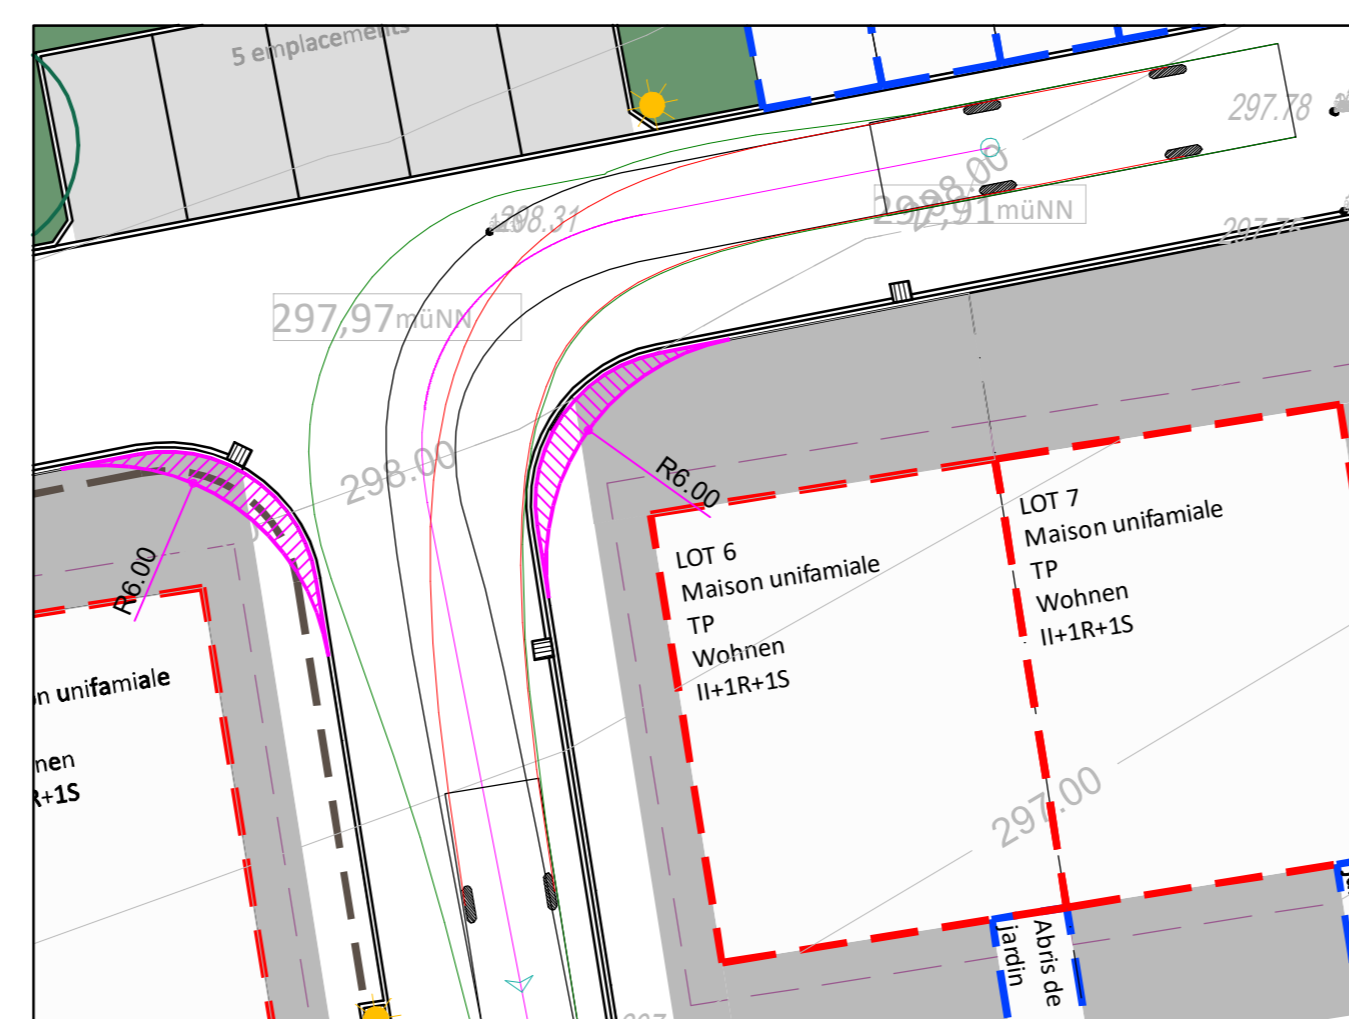 5 emplacements
297.78
298.00
297,91müNN
298.31
297.75
297,97müNN
298.00
R6.00
R6.00
LOT 7
Maison unifamiale
TP
Wohnen
II+1R+1S
LOT 6
Maison unifamiale
TP
Wohnen
II+1R+1S
n unifamiale
nen
R+1S
297.00
Abris de
jardin